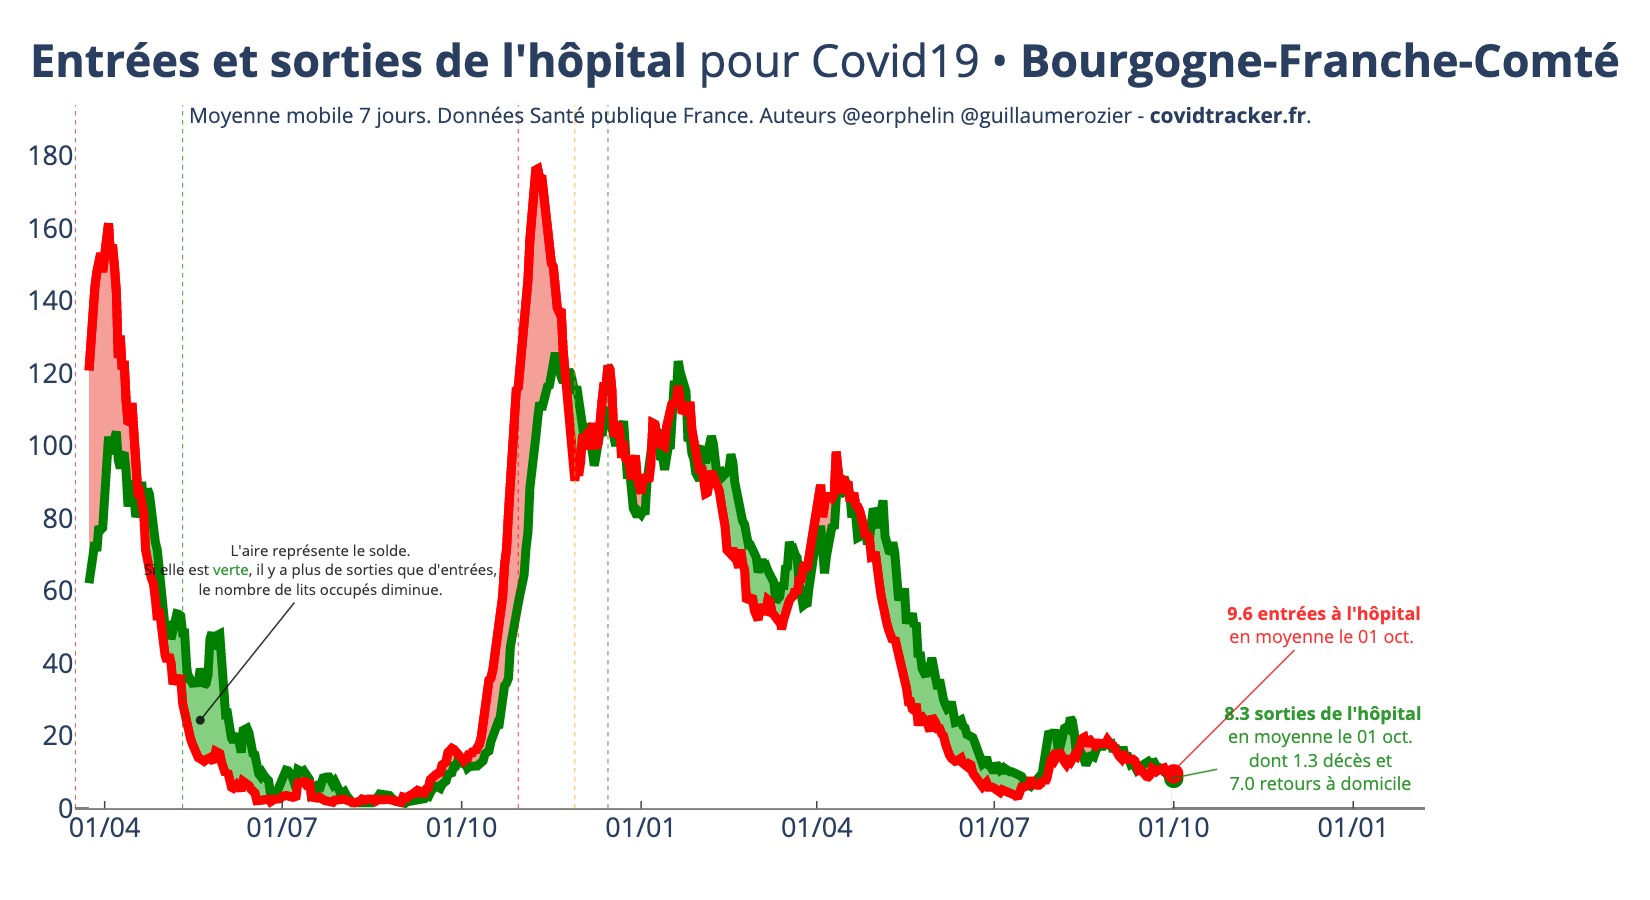 Entrées et sorties de l'hôpital pour Covid19 • Bourgogne-Franche-Comté
Moyenne mobile 7 jours. Données Santé publique France. Auteurs @eorphelin @guillaumerozier - covidtracker.fr.
180
160
140
120
100
80
60
40
20
0
L'aire représente le solde.
Si elle est verte, il y a plus de sorties que d'entrées,
le nombre de lits occupés diminue.
9.6 entrées à l'hôpital
en moyenne le 01 oct.
8.3 sorties de l'hôpital
en moyenne le 01 oct.
dont 1.3 décès et
7.0 retours à domicile
01/04 01/07 01/10 01/01 01/04 01/07 01/10 01/01